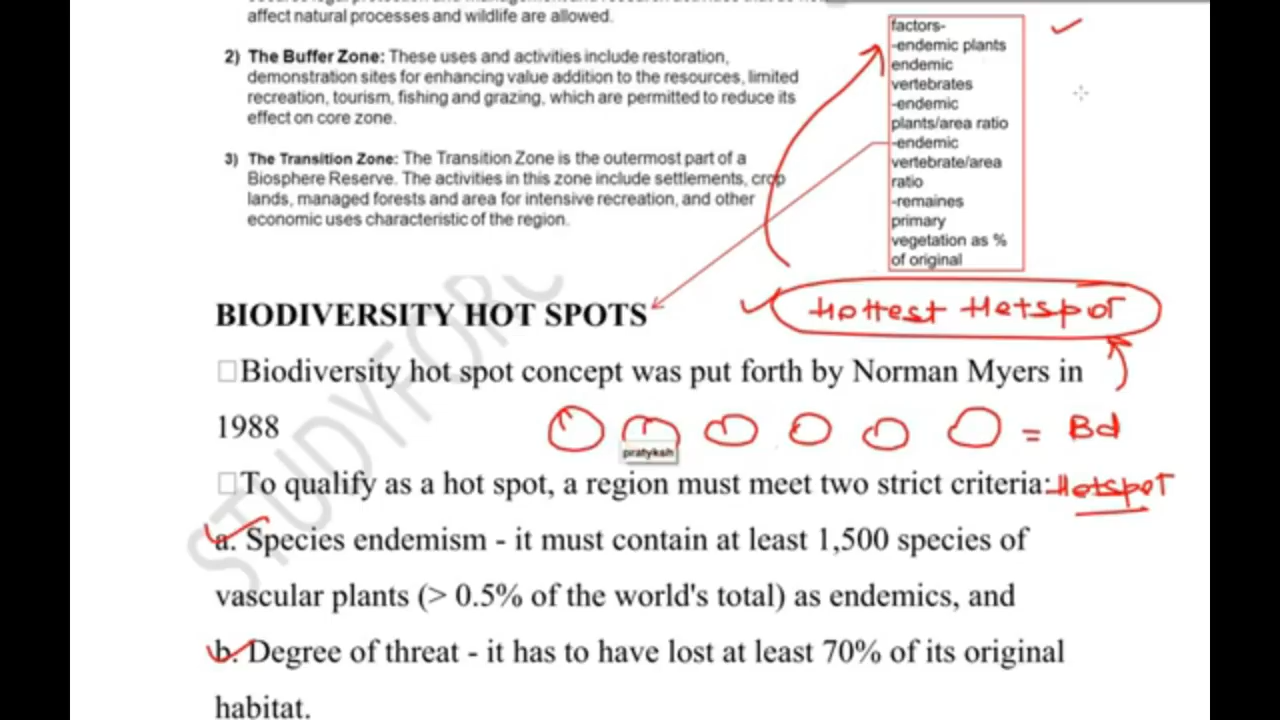 affect natural processes and wildlife are allowed.
2) The Buffer Zone: These uses and activities include restoration,
demonstration sites for enhancing value addition to the resources, limited
recreation, tourism, fishing and grazing, which are permitted to reduce its
effect on core zone.
3) The Transition Zone: The Transition Zone is the outermost part of a
Biosphere Reserve. The activities in this zone include settlements, crop
lands, managed forests and area for intensive recreation, and other
economic uses characteristic of the region.
factors-
-endemic plants
endemic
vertebrates
-endemic
plants/area ratio
-endemic
vertebrate/area
ratio
-remaines
primary
vegetation as %
of original
BIODIVERSITY HOT SPOTS
Hottest Hotspot
Biodiversity hot spot concept was put forth by Norman Myers in
1988
= Bd
pratyksh
To qualify as a hot spot, a region must meet two strict criteria:
Hotspot
a. Species endemism - it must contain at least 1,500 species of
vascular plants (> 0.5% of the world's total) as endemics, and
b. Degree of threat - it has to have lost at least 70% of its original
habitat.